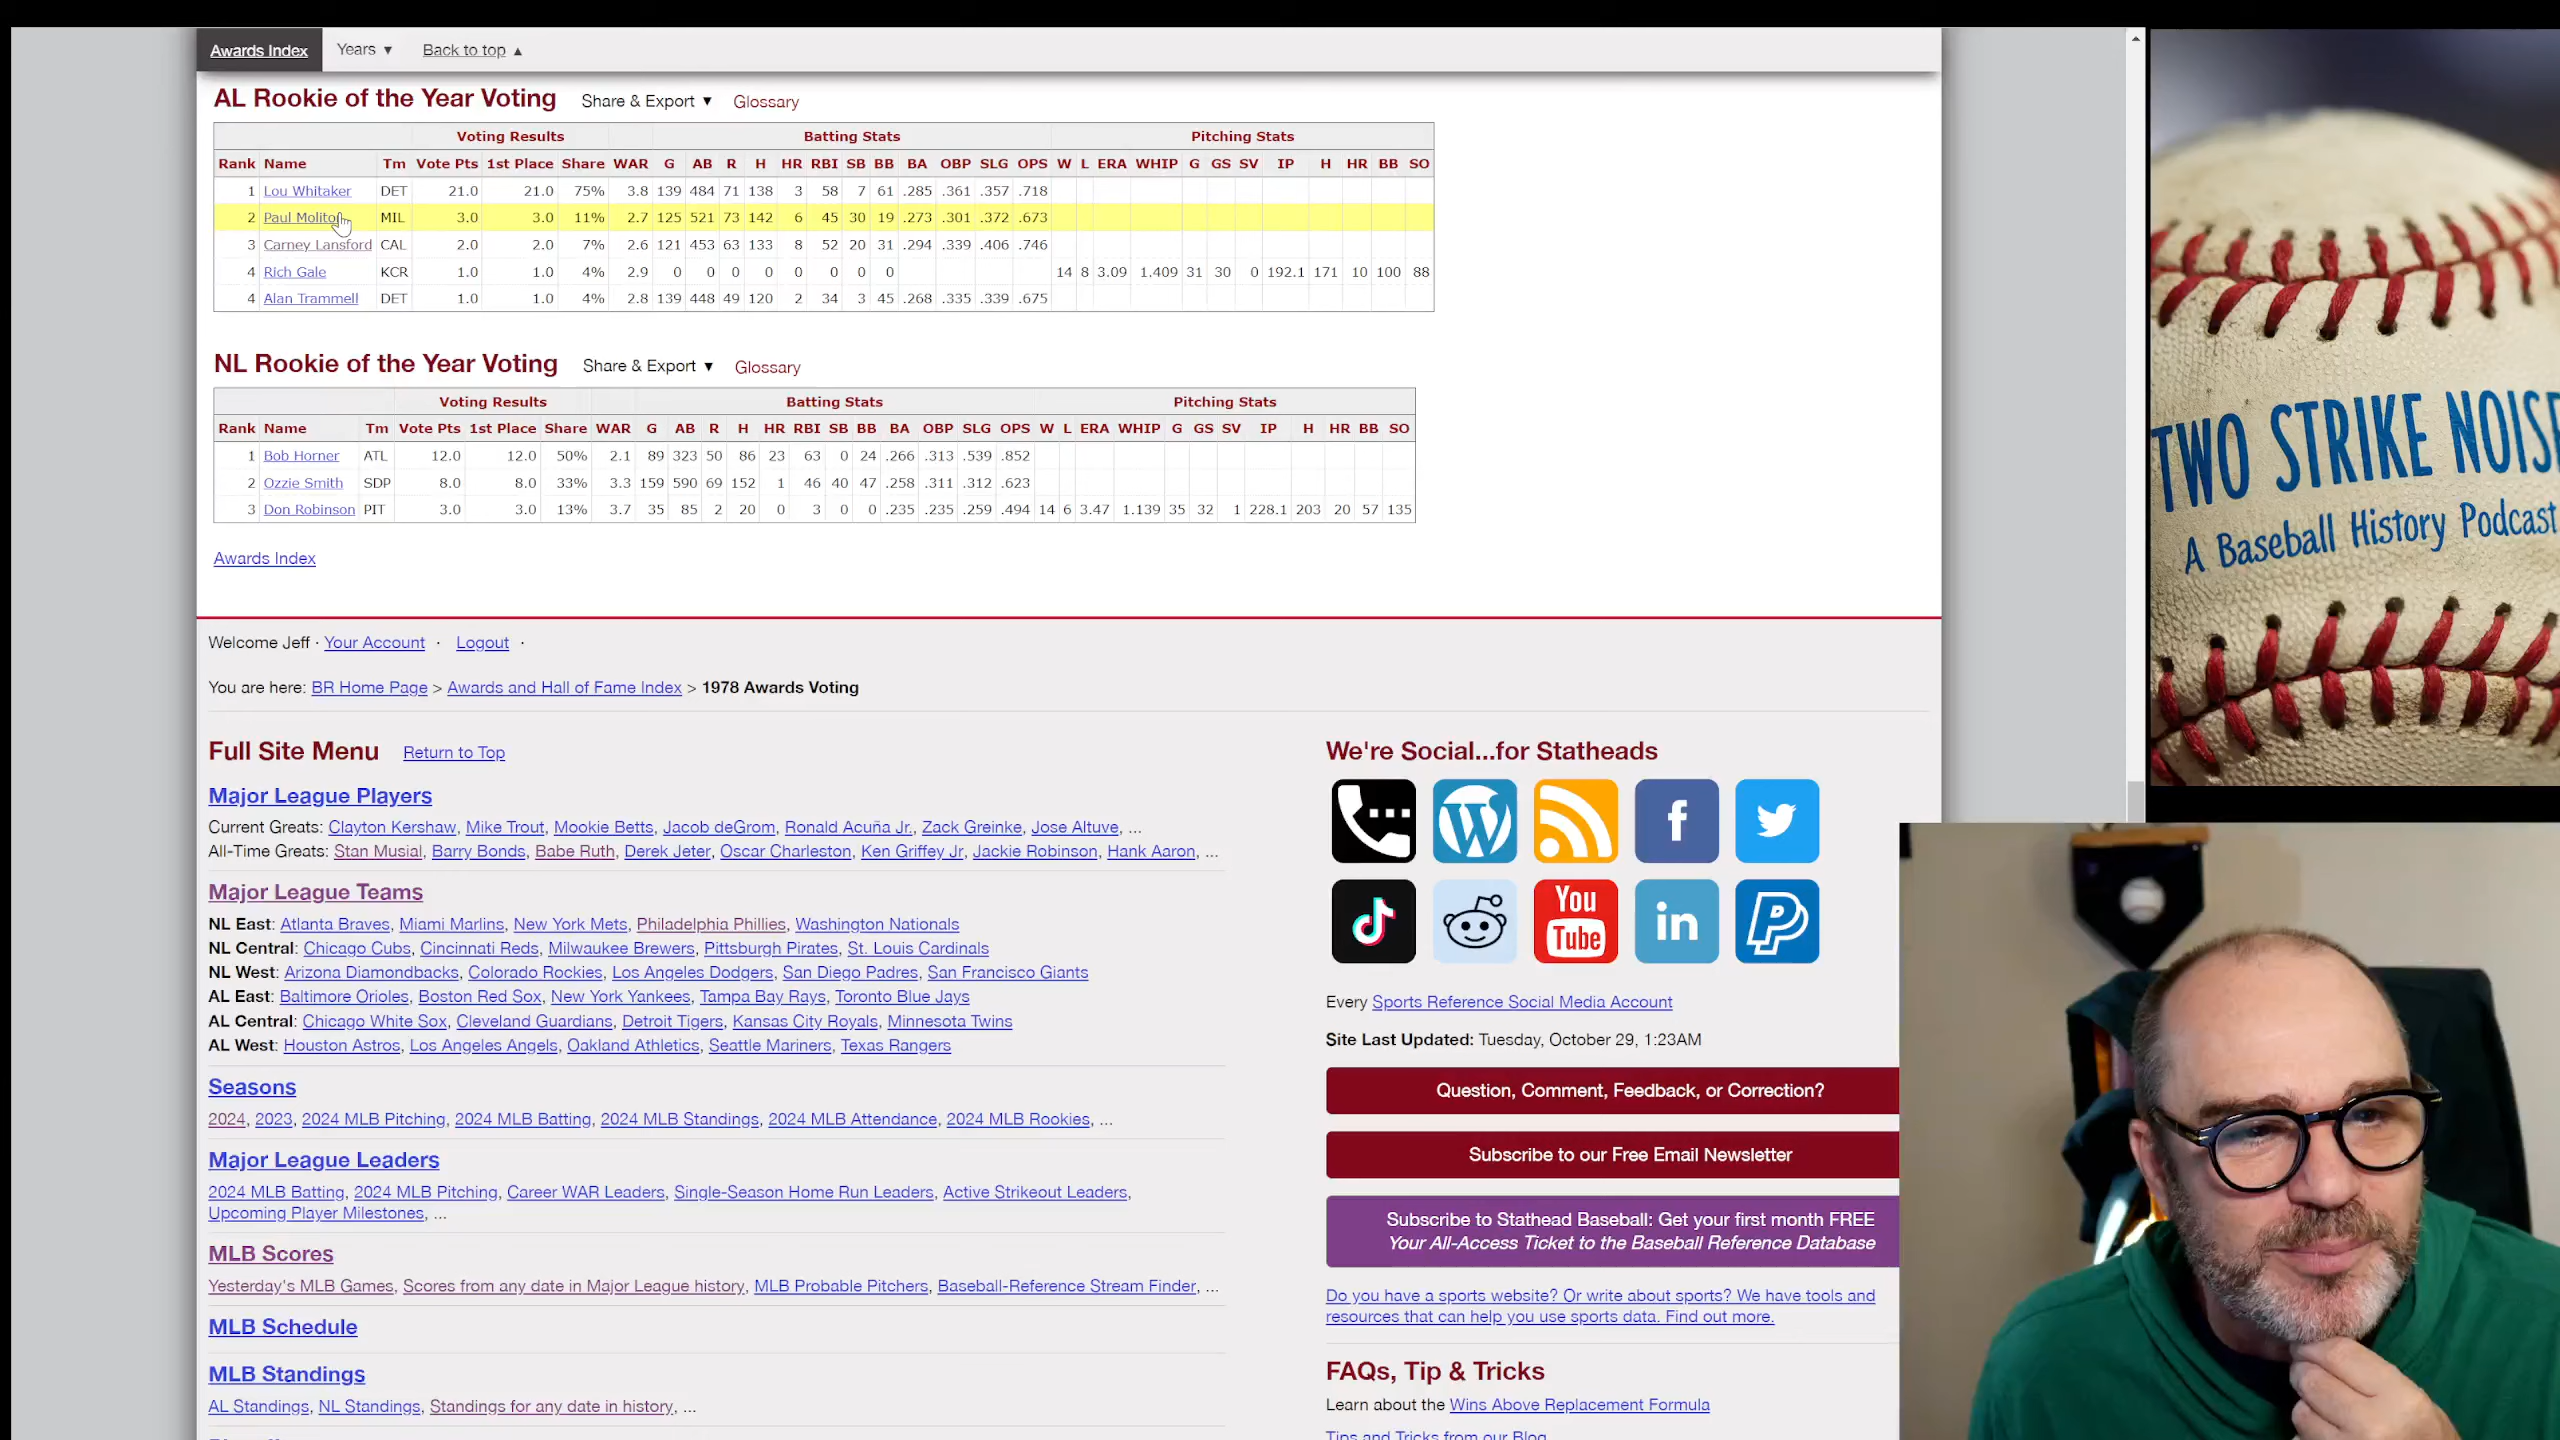 Awards Index Years ▼ Back to top ▲
AL Rookie of the Year Voting Share & Export ▼ Glossary
Voting Results Batting Stats Pitching Stats
Rank Name Tm Vote Pts 1st Place Share WAR G AB R H HR RBI SB BB BA OBP SLG OPS W L ERA WHIP G GS SV IP H HR BB SO
1 Lou Whitaker DET 21.0 21.0 75% 3.8 139 484 71 138 3 58 7 61 .285 .361 .357 .718
2 Paul Molitor MIL 3.0 3.0 11% 2.7 125 521 73 142 6 45 30 19 .273 .301 .372 .673
3 Carney Lansford CAL 2.0 2.0 7% 2.6 121 453 63 133 8 52 20 31 .294 .339 .406 .746
4 Rich Gale KCR 1.0 1.0 4% 2.9 0 0 0 0 0 0 0 0 14 8 3.09 1.409 31 30 0 192.1 171 10 100 88
4 Alan Trammell DET 1.0 1.0 4% 2.8 139 448 49 120 2 34 3 45 .268 .335 .339 .675
NL Rookie of the Year Voting Share & Export ▼ Glossary
Voting Results Batting Stats Pitching Stats
Rank Name Tm Vote Pts 1st Place Share WAR G AB R H HR RBI SB BB BA OBP SLG OPS W L ERA WHIP G GS SV IP H HR BB SO
1 Bob Horner ATL 12.0 12.0 50% 2.1 89 323 50 86 23 63 0 24 .266 .313 .539 .852
2 Ozzie Smith SDP 8.0 8.0 33% 3.3 159 590 69 152 1 46 40 47 .258 .311 .312 .623
3 Don Robinson PIT 3.0 3.0 13% 3.7 35 85 2 20 0 3 0 0 .235 .235 .259 .494 14 6 3.47 1.139 35 32 1 228.1 203 20 57 135
Awards Index
Welcome Jeff · Your Account · Logout ·
You are here: BR Home Page > Awards and Hall of Fame Index > 1978 Awards Voting
Full Site Menu Return to Top
Major League Players
Current Greats: Clayton Kershaw, Mike Trout, Mookie Betts, Jacob deGrom, Ronald Acuña Jr., Zack Greinke, Jose Altuve, ...
All-Time Greats: Stan Musial, Barry Bonds, Babe Ruth, Derek Jeter, Oscar Charleston, Ken Griffey Jr, Jackie Robinson, Hank Aaron, ...
Major League Teams
NL East: Atlanta Braves, Miami Marlins, New York Mets, Philadelphia Phillies, Washington Nationals
NL Central: Chicago Cubs, Cincinnati Reds, Milwaukee Brewers, Pittsburgh Pirates, St. Louis Cardinals
NL West: Arizona Diamondbacks, Colorado Rockies, Los Angeles Dodgers, San Diego Padres, San Francisco Giants
AL East: Baltimore Orioles, Boston Red Sox, New York Yankees, Tampa Bay Rays, Toronto Blue Jays
AL Central: Chicago White Sox, Cleveland Guardians, Detroit Tigers, Kansas City Royals, Minnesota Twins
AL West: Houston Astros, Los Angeles Angels, Oakland Athletics, Seattle Mariners, Texas Rangers
Seasons
2024, 2023, 2024 MLB Pitching, 2024 MLB Batting, 2024 MLB Standings, 2024 MLB Attendance, 2024 MLB Rookies, ...
Major League Leaders
2024 MLB Batting, 2024 MLB Pitching, Career WAR Leaders, Single-Season Home Run Leaders, Active Strikeout Leaders,
Upcoming Player Milestones, ...
MLB Scores
Yesterday's MLB Games, Scores from any date in Major League history, MLB Probable Pitchers, Baseball-Reference Stream Finder, ...
MLB Schedule
MLB Standings
AL Standings, NL Standings, Standings for any date in history, ...
We're Social...for Statheads
You
Tube
in
Every Sports Reference Social Media Account
Site Last Updated: Tuesday, October 29, 1:23AM
Question, Comment, Feedback, or Correction?
Subscribe to our Free Email Newsletter
Subscribe to Stathead Baseball: Get your first month FREE
Your All-Access Ticket to the Baseball Reference Database
Do you have a sports website? Or write about sports? We have tools and
resources that can help you use sports data. Find out more.
FAQs, Tip & Tricks
Learn about the Wins Above Replacement Formula
Tips and Tricks from our Blog
TWO STRIKE NOISE
A Baseball History Podcast